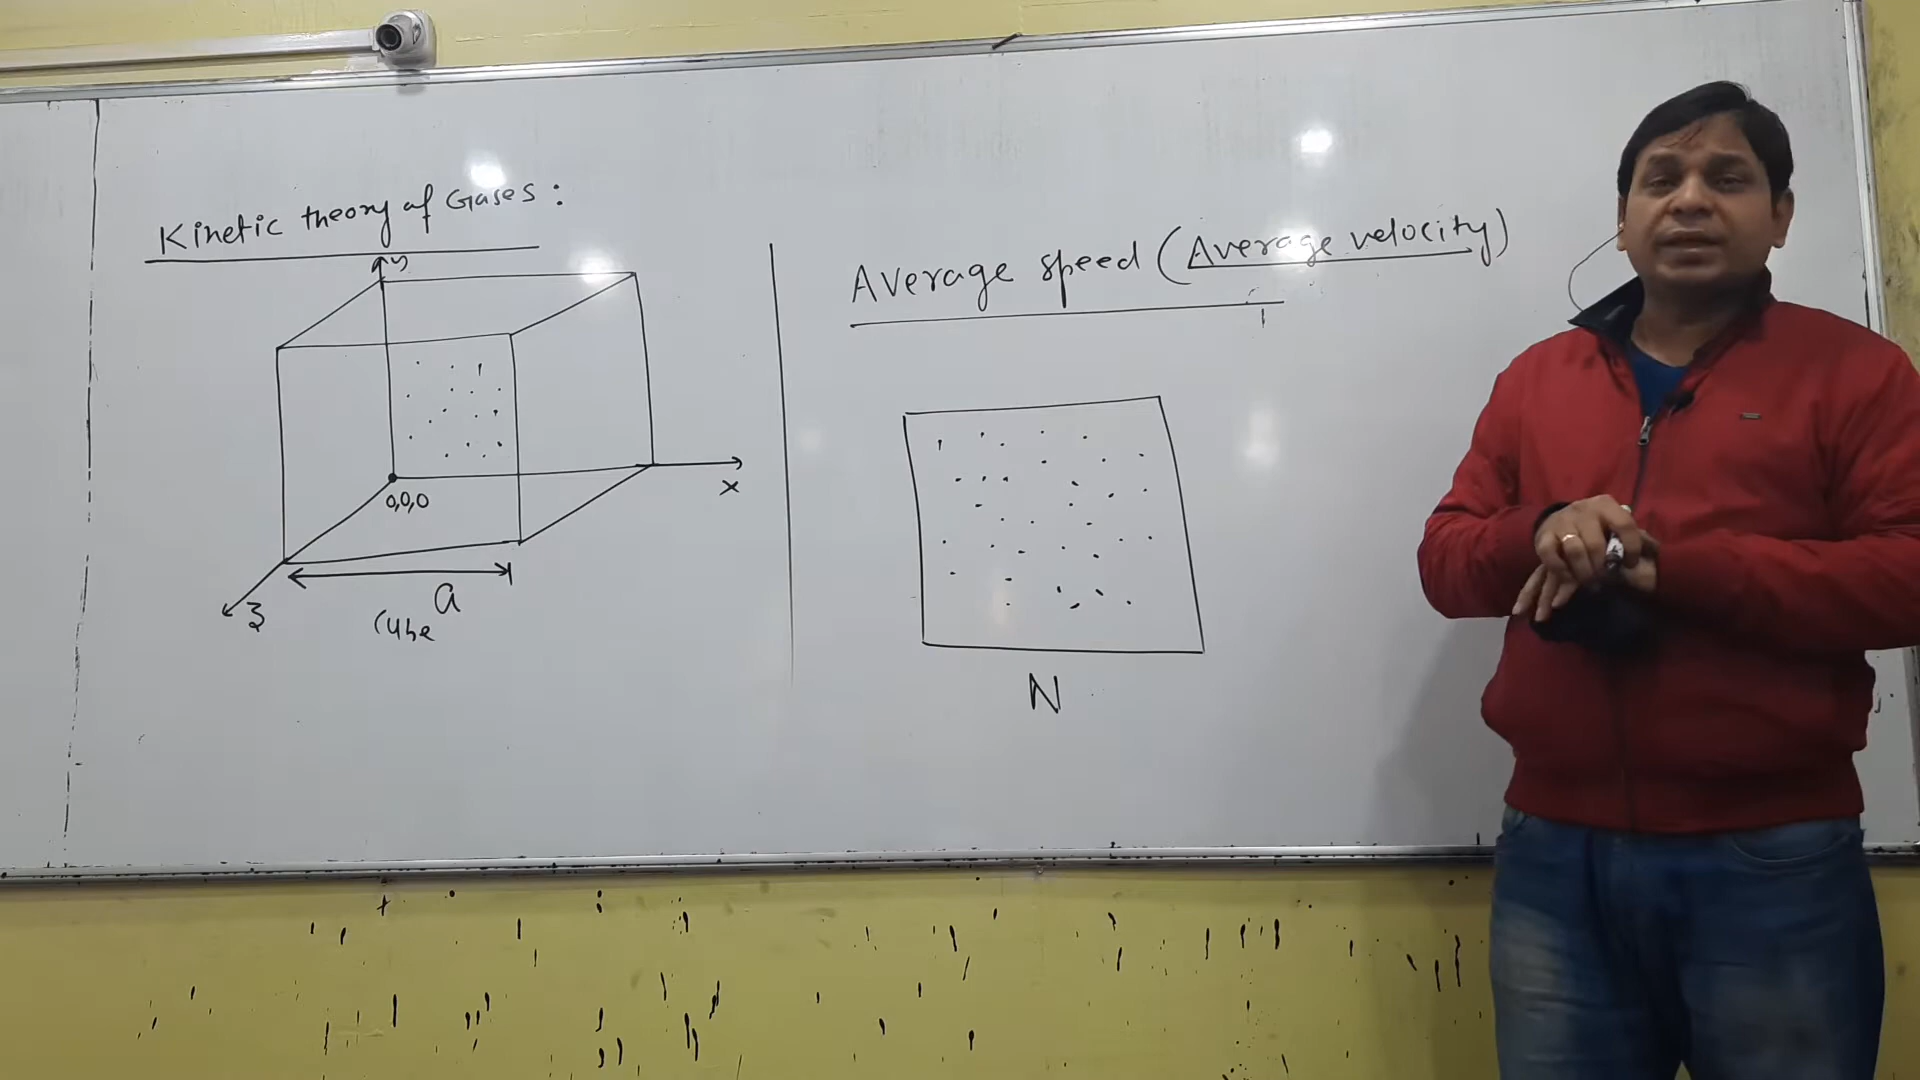 Kinetic theory of Gases:
y
0,0,0
x
z
a
Cube
Average speed (Average velocity)
N